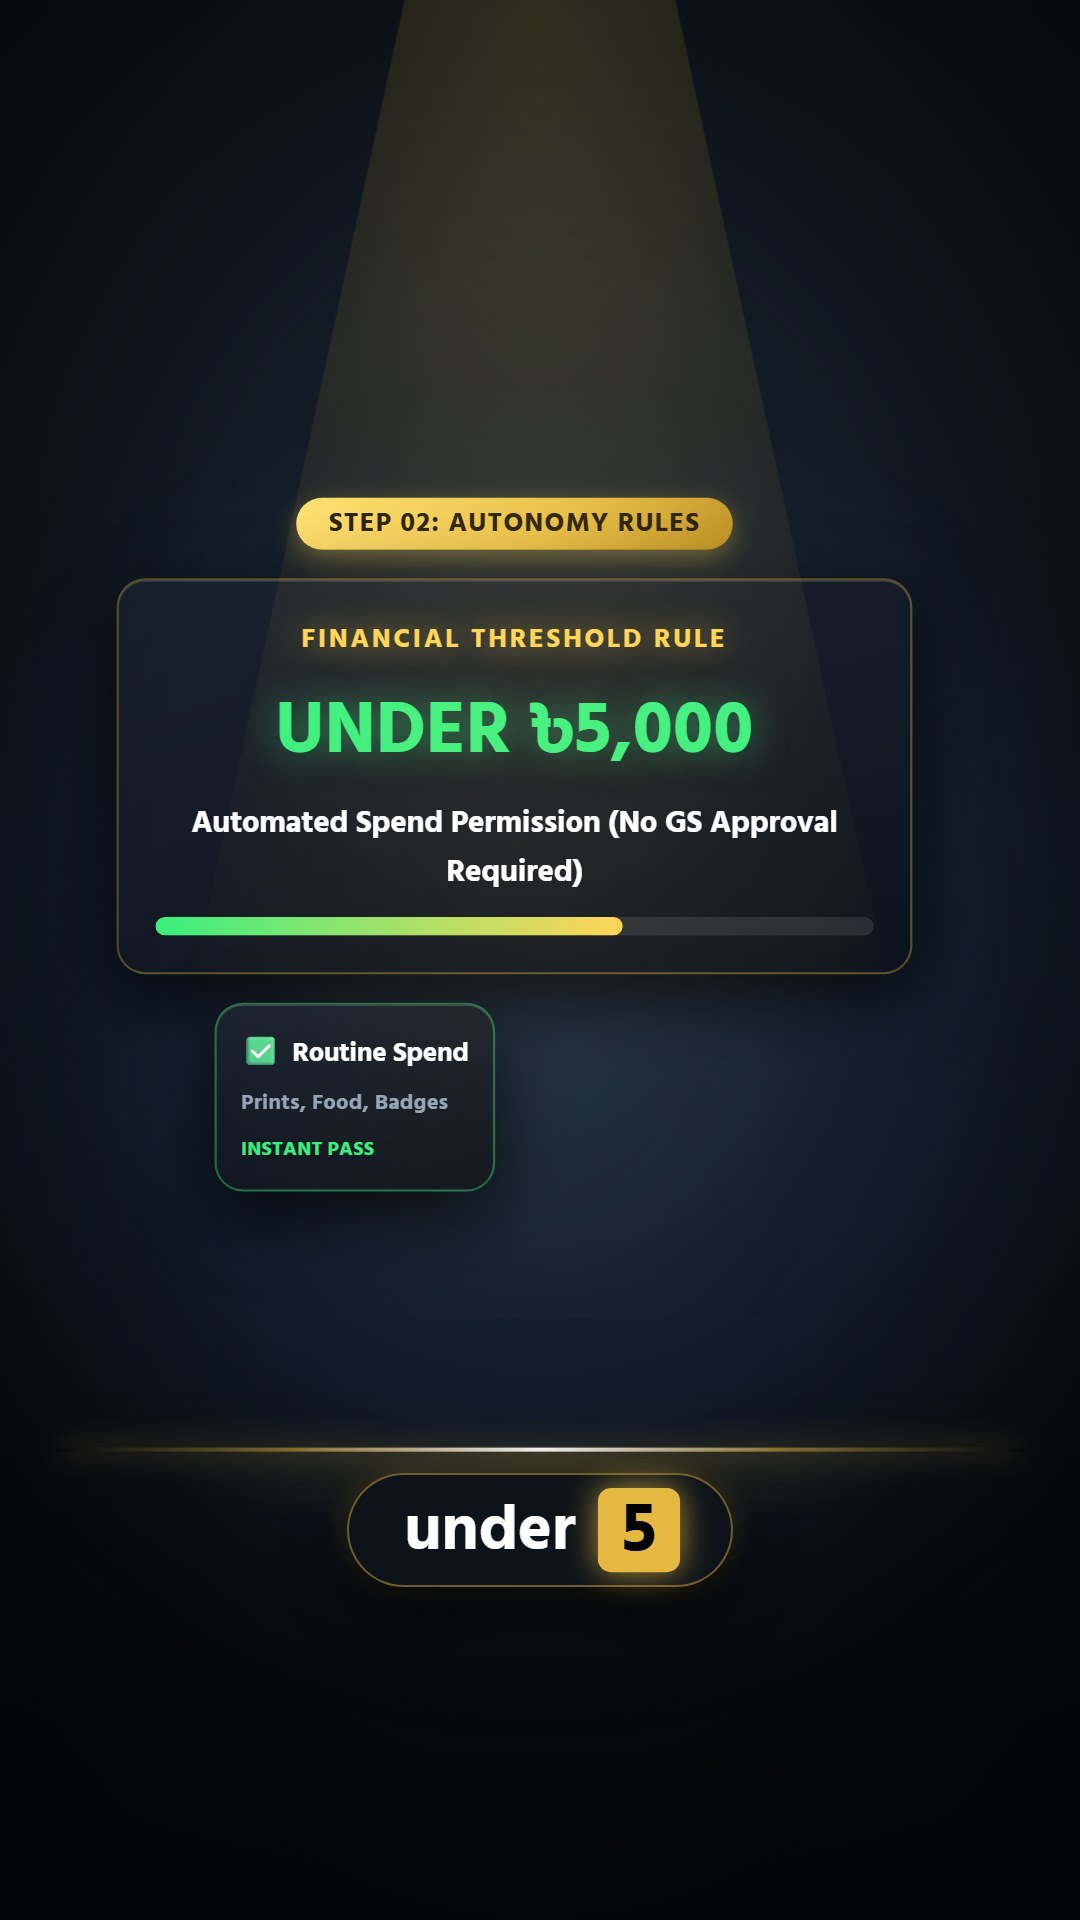 STEP 02: AUTONOMY RULES
FINANCIAL THRESHOLD RULE
UNDER ৳5,000
Automated Spend Permission (No GS Approval
Required)
✅ Routine Spend
Prints, Food, Badges
INSTANT PASS
under 5